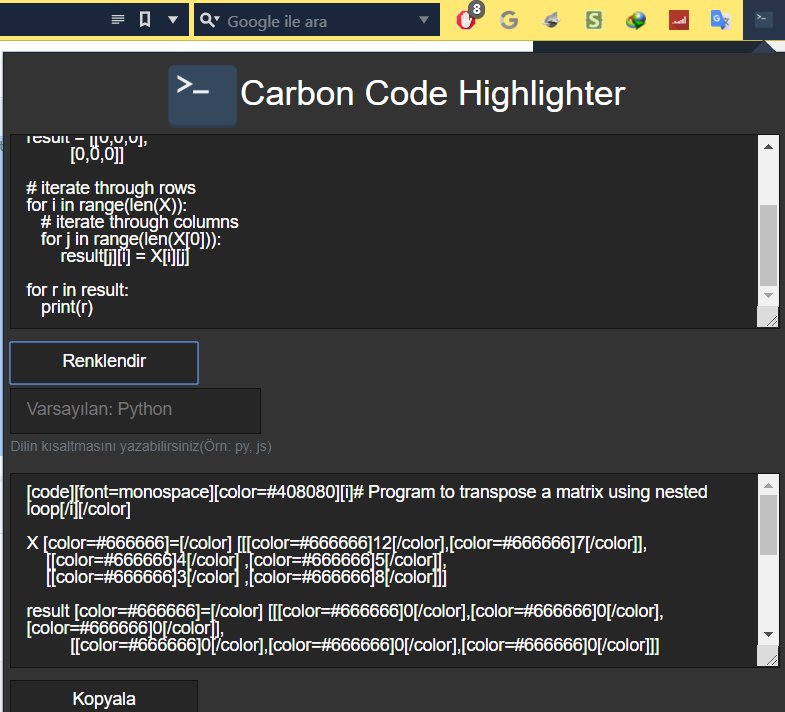 Google ile ara
8
G
S
>_
>_ Carbon Code Highlighter
result = [[0,0,0],
[0,0,0]]
# iterate through rows
for i in range(len(X)):
# iterate through columns
for j in range(len(X[0])):
result[j][i] = X[i][j]
for r in result:
print(r)
Renklendir
Varsayılan: Python
Dilin kısaltmasını yazabilirsiniz(Örn: py, js)
[code][font=monospace][color=#408080][i]# Program to transpose a matrix using nested
loop[/i][/color]
X [color=#666666]=[/color] [[[color=#666666]12[/color],[color=#666666]7[/color]],
[[color=#666666]4[/color] ,[color=#666666]5[/color]],
[[color=#666666]3[/color] ,[color=#666666]8[/color]]]
result [color=#666666]=[/color] [[[color=#666666]0[/color],[color=#666666]0[/color],
[color=#666666]0[/color]],
[[color=#666666]0[/color],[color=#666666]0[/color],[color=#666666]0[/color]]]
Kopyala